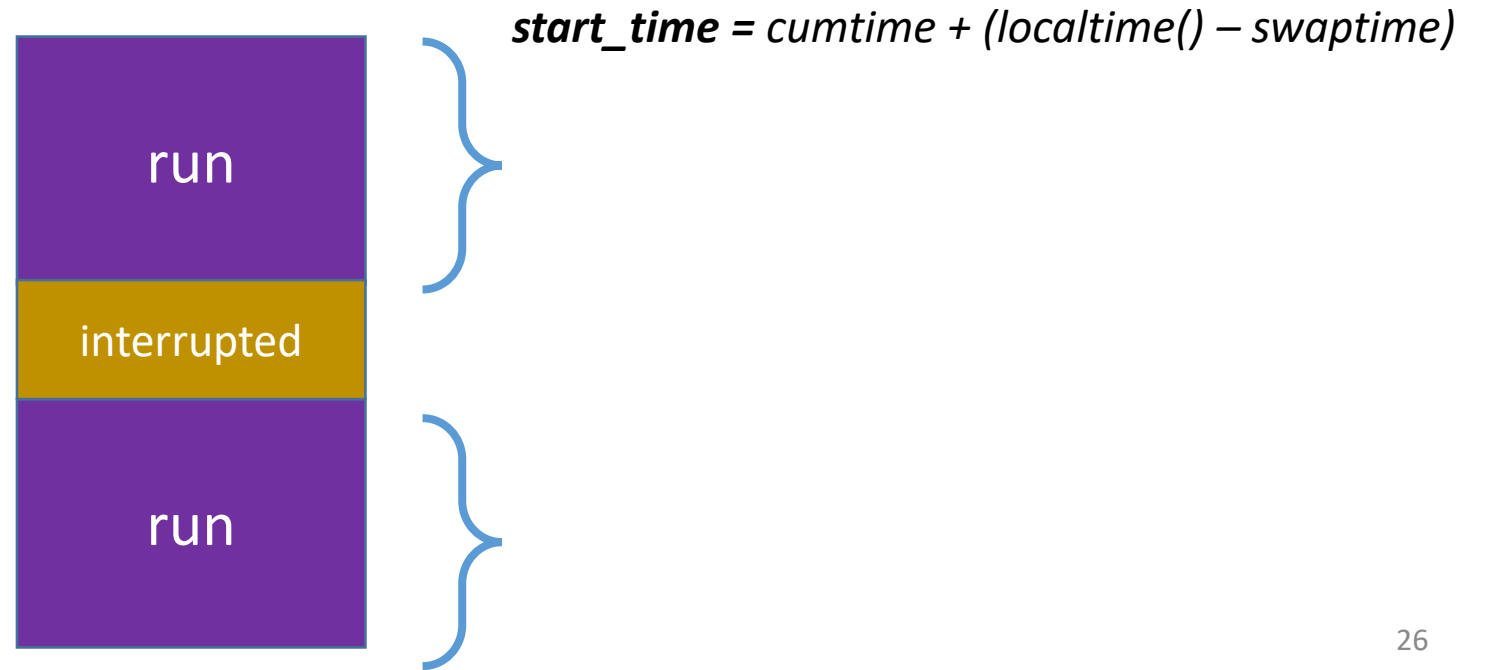 start_time = cumtime + (localtime() – swaptime)
run
interrupted
run
26